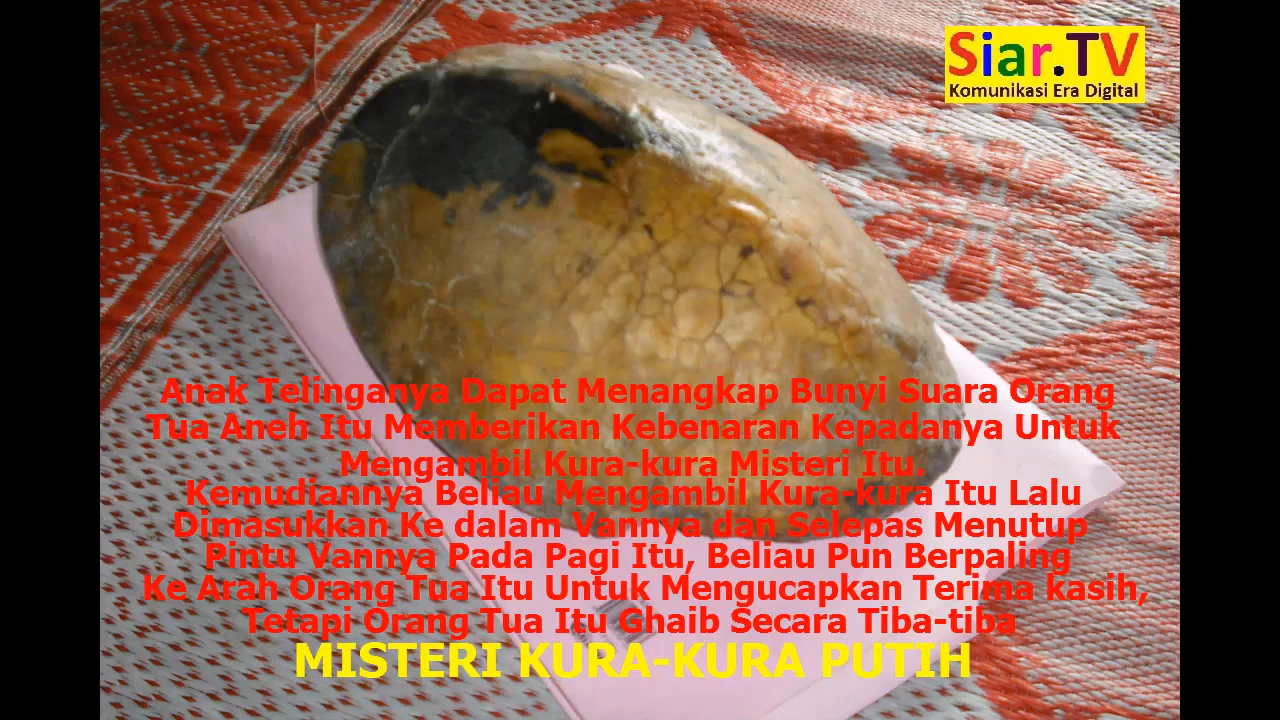 Siar.TV
Komunikasi Era Digital
Anak Telinganya Dapat Menangkap Bunyi Suara Orang
Tua Aneh Itu Memberikan Kebenaran Kepadanya Untuk
Mengambil Kura-kura Misteri Itu.
Kemudiannya Beliau Mengambil Kura-kura Itu Lalu
Dimasukkan Ke dalam Vannya dan Selepas Menutup
Pintu Vannya Pada Pagi Itu, Beliau Pun Berpaling
Ke Arah Orang Tua Itu Untuk Mengucapkan Terima kasih,
Tetapi Orang Tua Itu Ghaib Secara Tiba-tiba
MISTERI KURA-KURA PUTIH